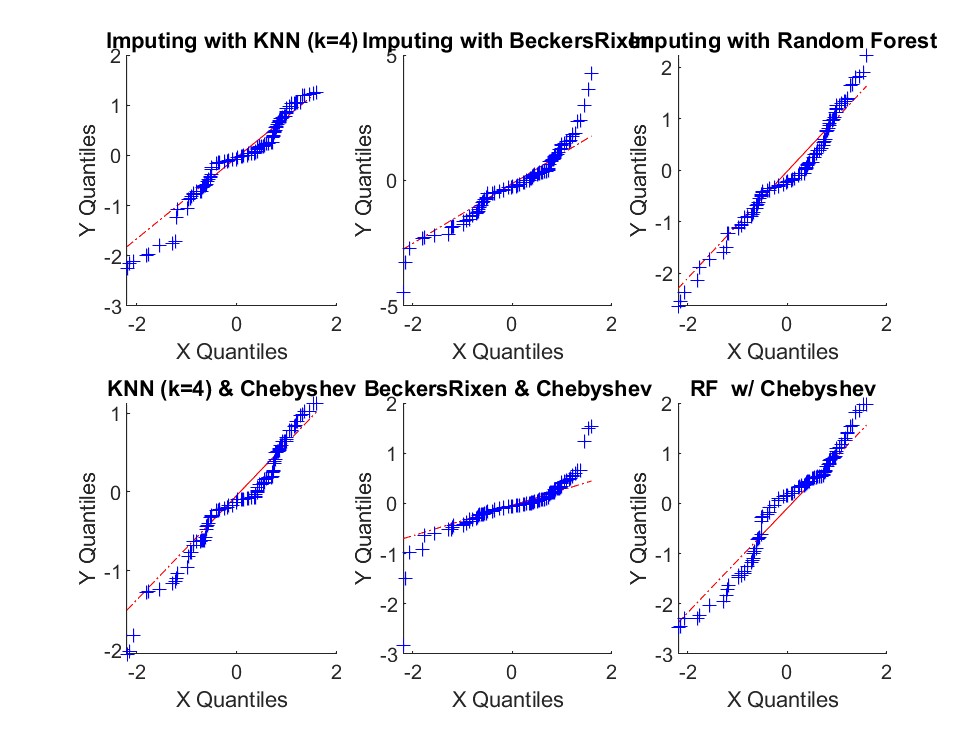 Imputing with KNN (k=4)
Imputing with BeckersRixen
Imputing with Random Forest
2
1
0
-1
-2
-3
Y Quantiles
-2
0
2
X Quantiles
5
0
-5
Y Quantiles
-2
0
2
X Quantiles
2
1
0
-1
-2
Y Quantiles
-2
0
2
X Quantiles
KNN (k=4) & Chebyshev
BeckersRixen & Chebyshev
RF  w/ Chebyshev
1
0
-1
-2
Y Quantiles
-2
0
2
X Quantiles
2
1
0
-1
-2
-3
Y Quantiles
-2
0
2
X Quantiles
2
1
0
-1
-2
-3
Y Quantiles
-2
0
2
X Quantiles